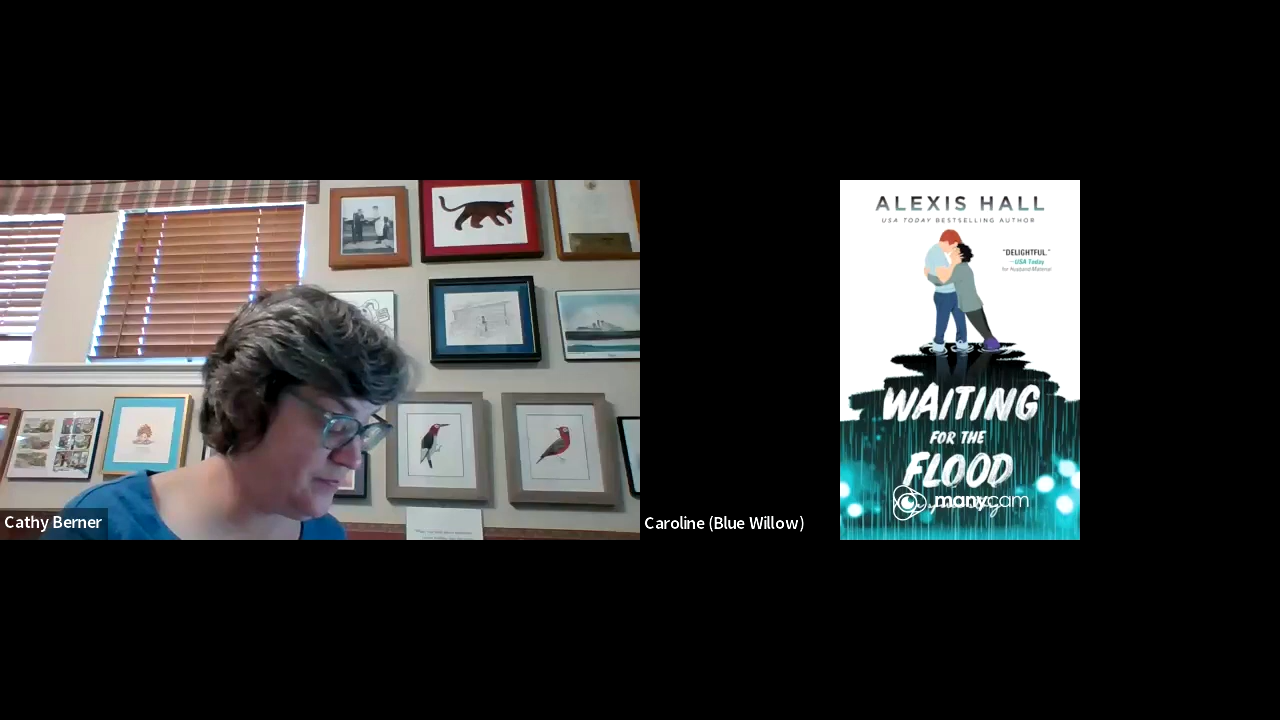 Cathy Berner
Caroline (Blue Willow)
ALEXIS HALL
USA TODAY BESTSELLING AUTHOR
"DELIGHTFUL."
—USA Today
for Husband Material
WAITING
FOR THE
FLOOD
manycam